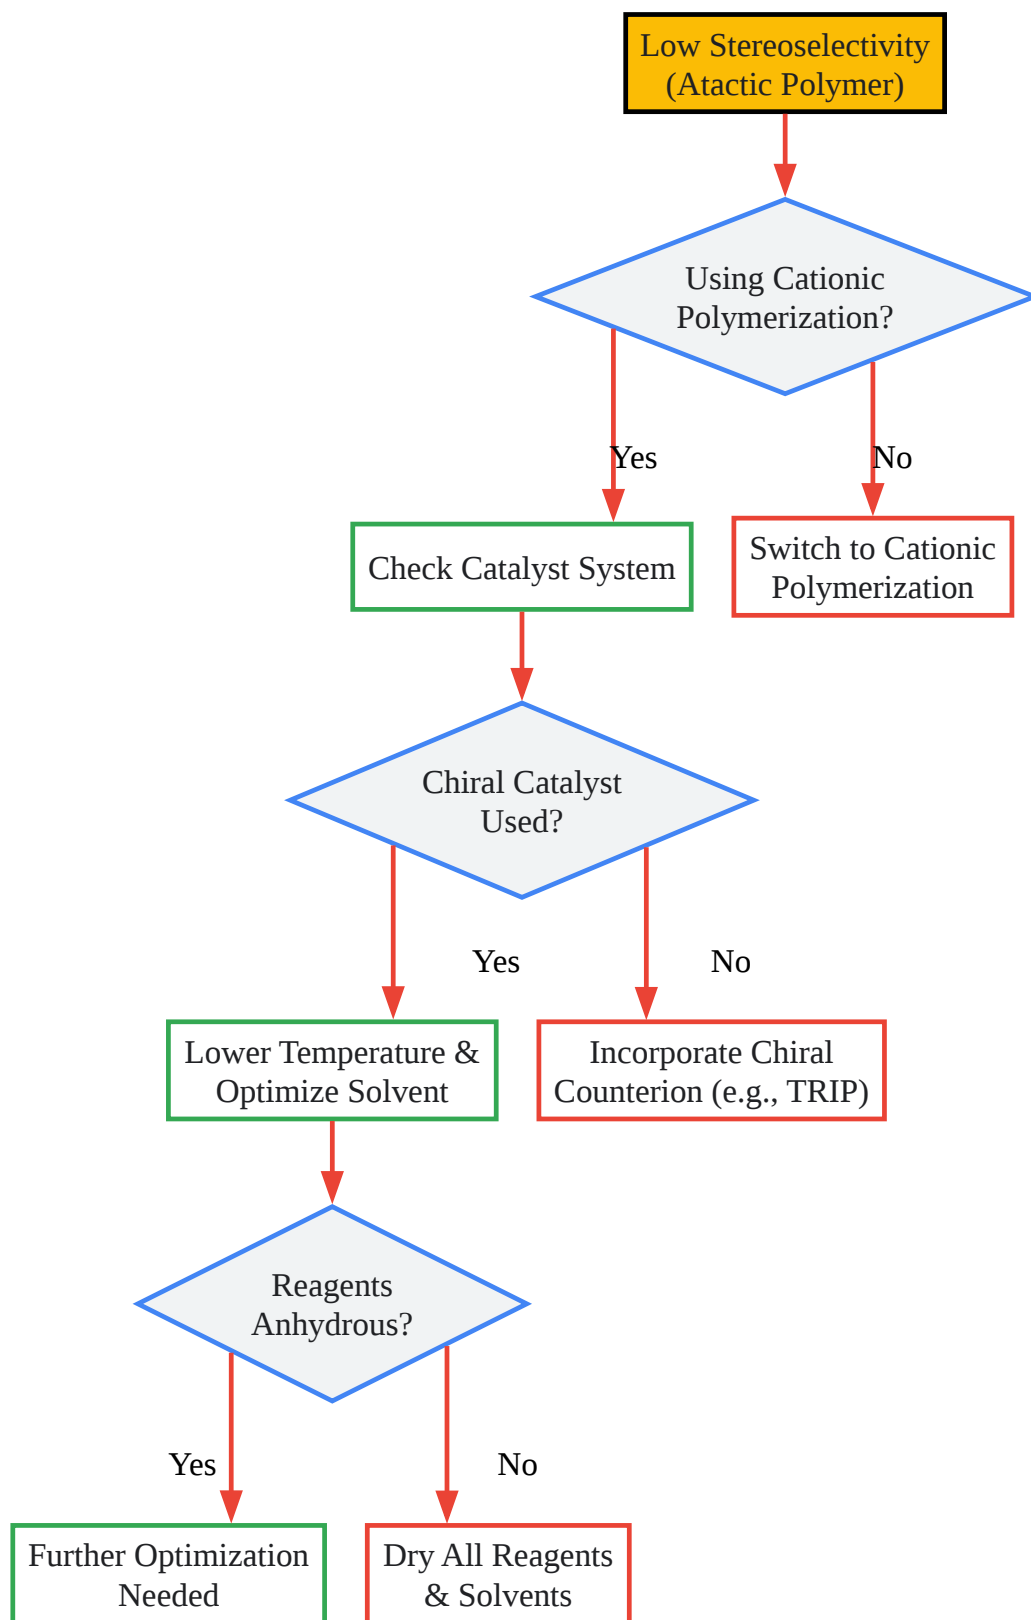 Low Stereoselectivity
(Atactic Polymer)
Using Cationic
Polymerization?
Yes
No
Check Catalyst System
Switch to Cationic
Polymerization
Chiral Catalyst
Used?
Yes
No
Lower Temperature &
Optimize Solvent
Incorporate Chiral
Counterion (e.g., TRIP)
Reagents
Anhydrous?
Yes
No
Further Optimization
Needed
Dry All Reagents
& Solvents